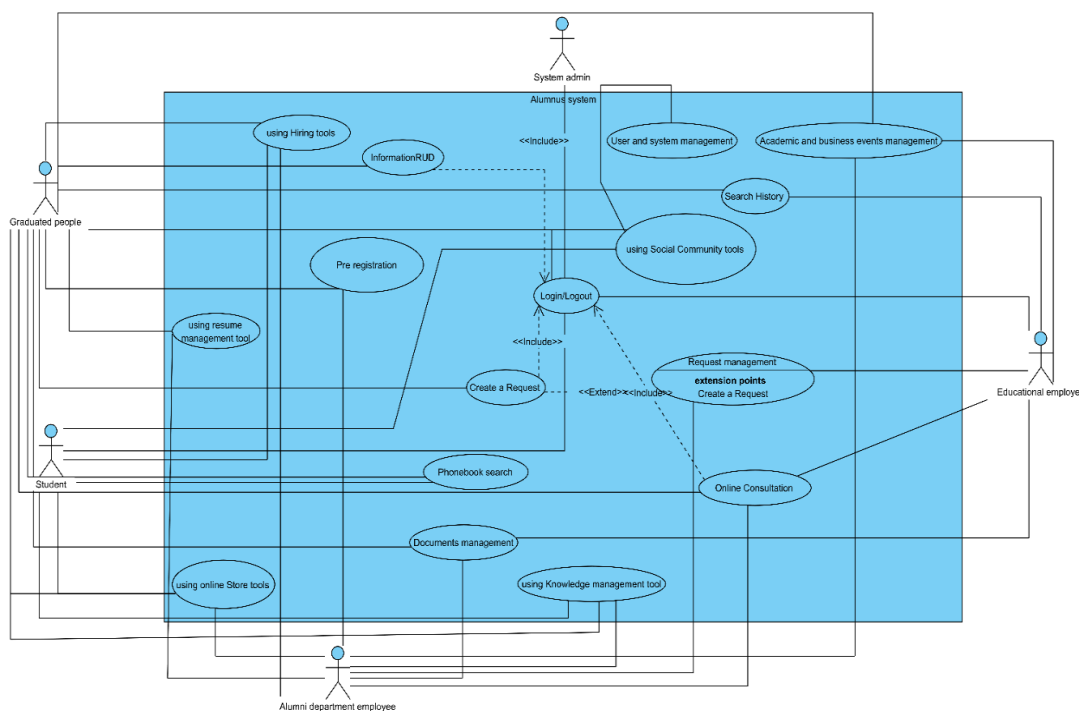 System admin
Alumnus system
using Hiring tools
<<Include>>
User and system management
Academic and business events management
InformationRUD
Search History
Graduated people
using Social Community tools
Pre registration
Login/Logout
using resume
management tool
<<Include>>
Request management
extension points
Create a Request
Create a Request
<<Extend>>
<<Include>>
Educational employe
Phonebook search
Student
Online Consultation
Documents management
using online Store tools
using Knowledge management tool
Alumni department employee